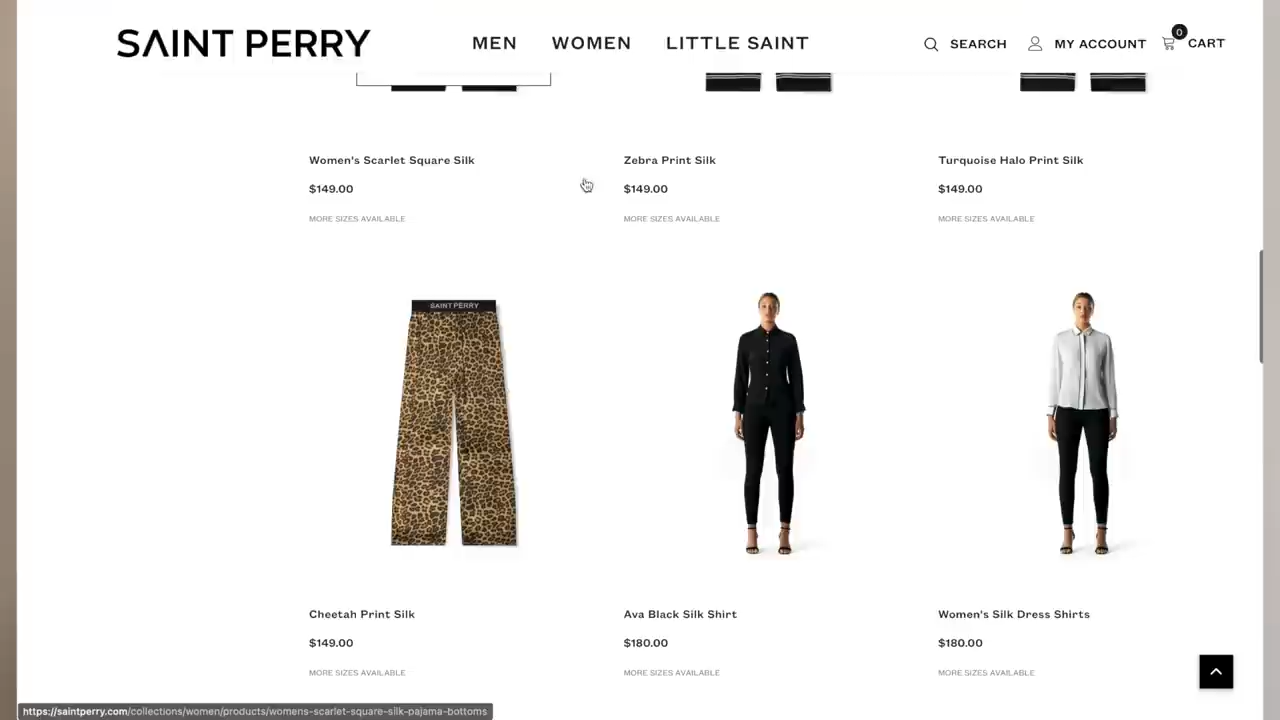 SAINT PERRY
MEN WOMEN LITTLE SAINT
SEARCH MY ACCOUNT 0 CART
Women's Scarlet Square Silk
$149.00
MORE SIZES AVAILABLE
Zebra Print Silk
$149.00
MORE SIZES AVAILABLE
Turquoise Halo Print Silk
$149.00
MORE SIZES AVAILABLE
SAINT PERRY
Cheetah Print Silk
$149.00
MORE SIZES AVAILABLE
Ava Black Silk Shirt
$180.00
MORE SIZES AVAILABLE
Women's Silk Dress Shirts
$180.00
MORE SIZES AVAILABLE
https://saintperry.com/collections/women/products/womens-scarlet-square-silk-pajama-bottoms